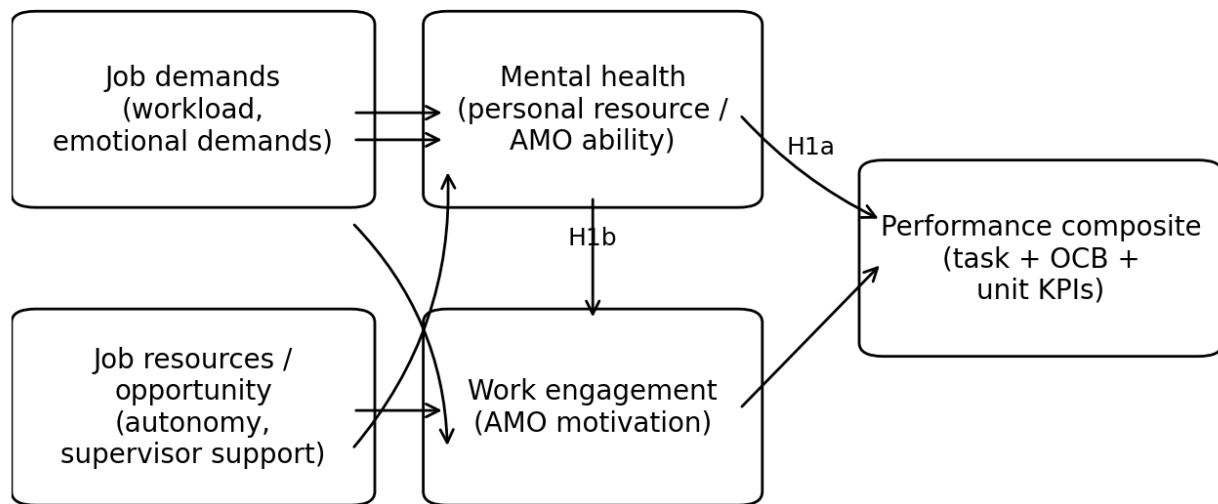 Job demands
(workload,
emotional demands)
Mental health
(personal resource /
AMO ability)
H1a
H1b
Performance composite
(task + OCB +
unit KPIs)
Job resources /
opportunity
(autonomy,
supervisor support)
Work engagement
(AMO motivation)